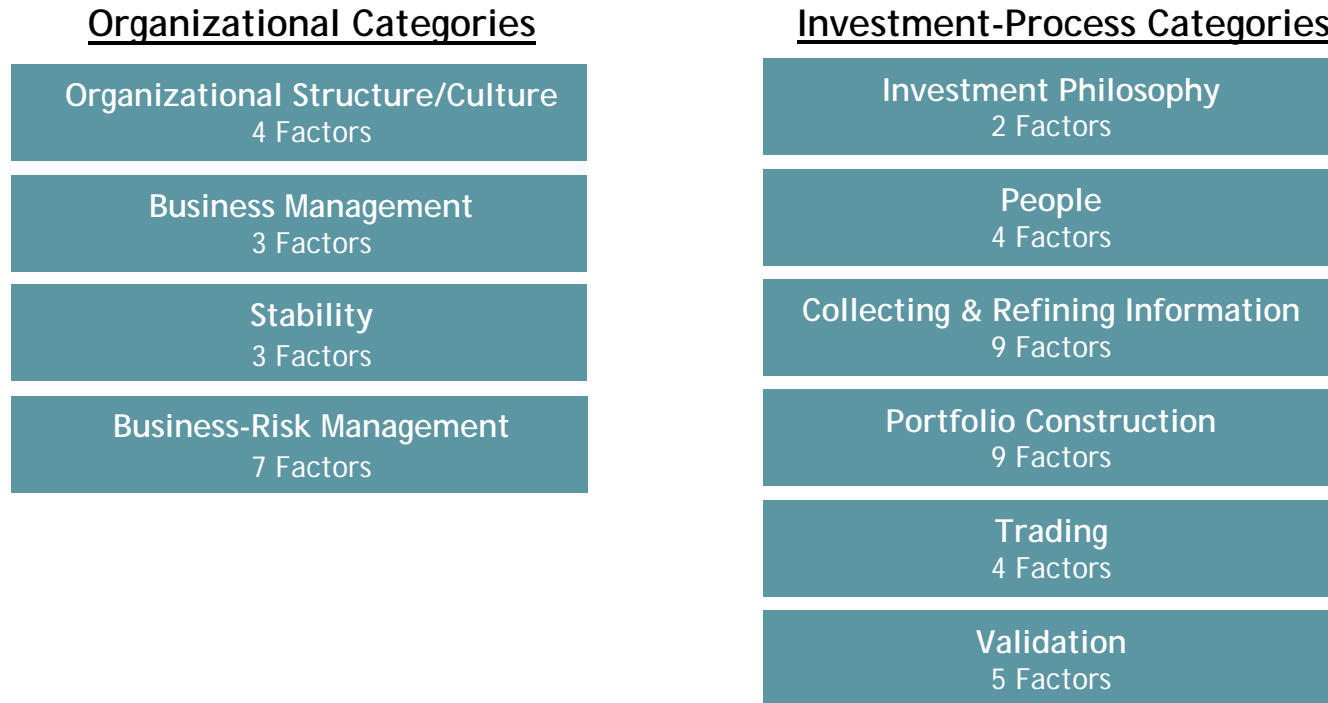 Organizational Categories
Organizational Structure/Culture
4 Factors
Business Management
3 Factors
Stability
3 Factors
Business-Risk Management
7 Factors
Investment-Process Categories
Investment Philosophy
2 Factors
People
4 Factors
Collecting & Refining Information
9 Factors
Portfolio Construction
9 Factors
Trading
4 Factors
Validation
5 Factors